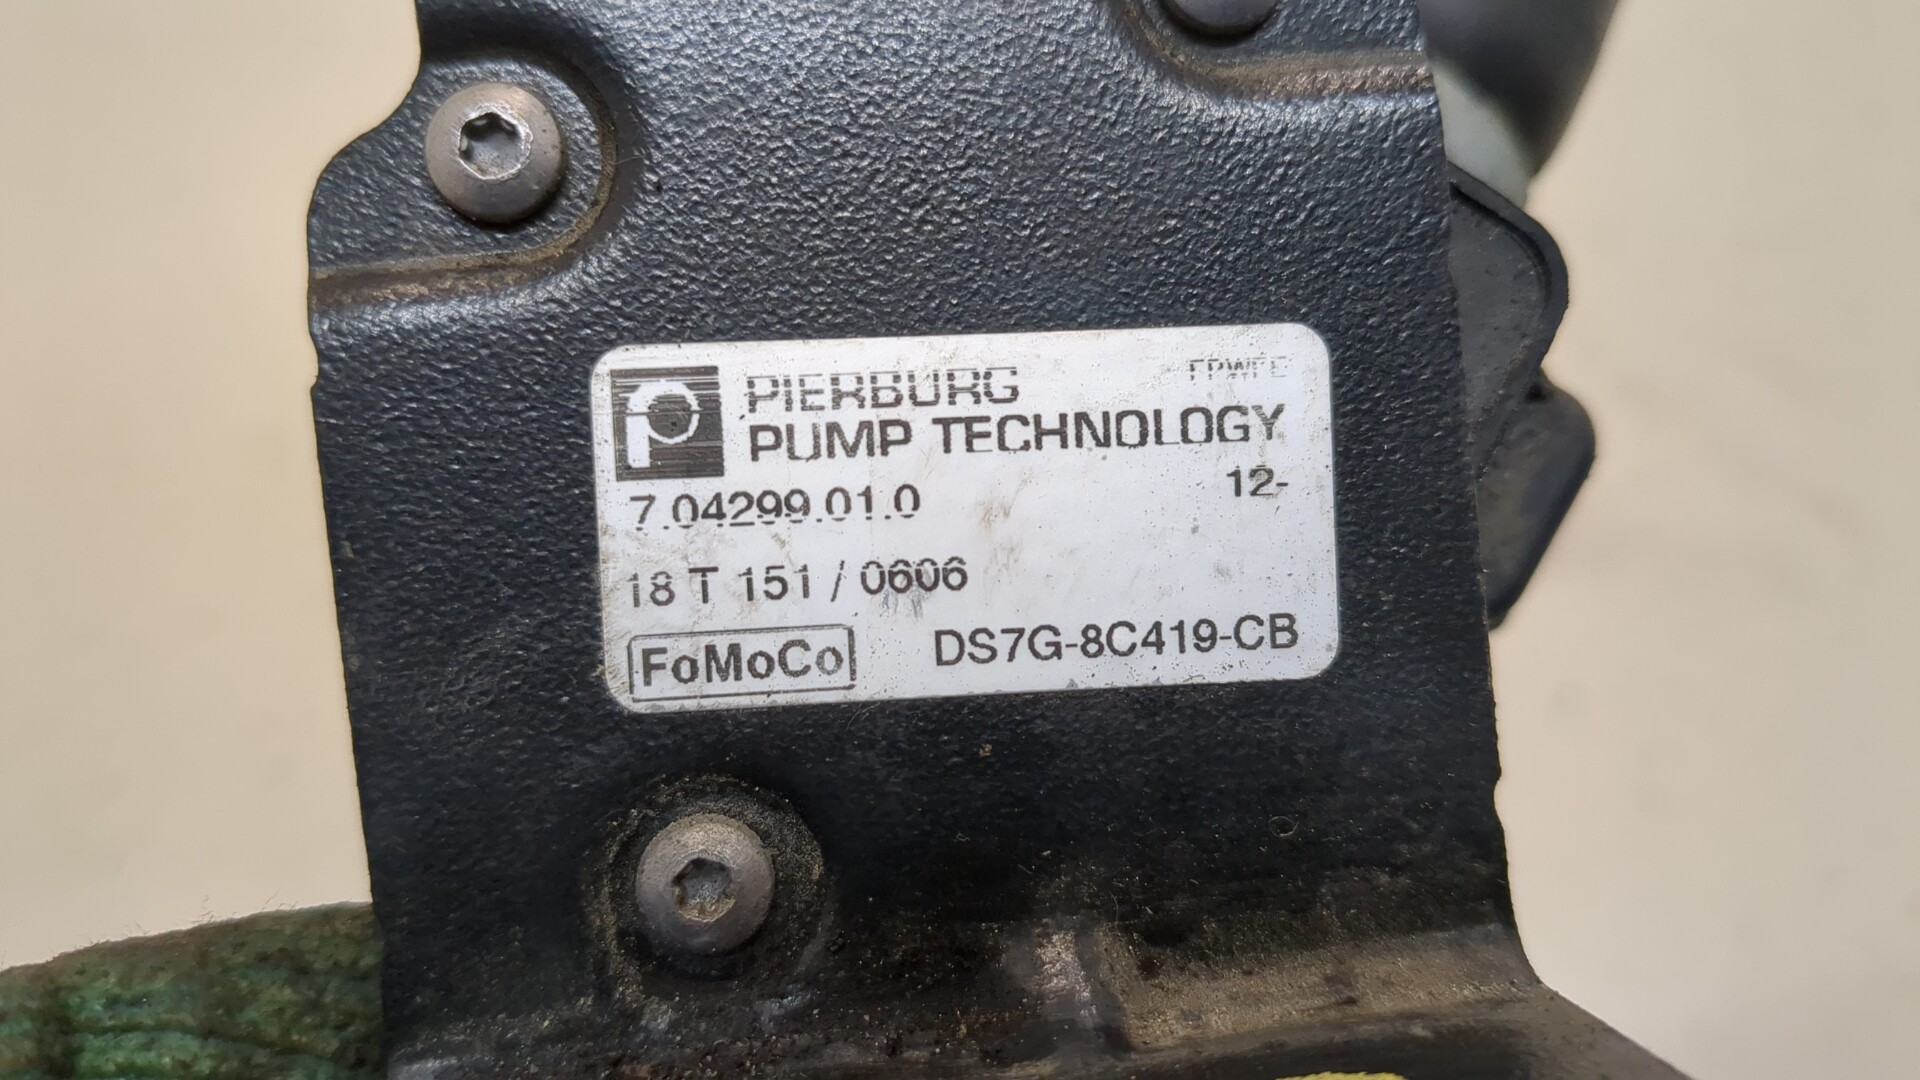 PIERBURG
PUMP TECHNOLOGY
7.04299.01.0 12-
18 T 151 / 0606
FoMoCo DS7G-8C419-CB